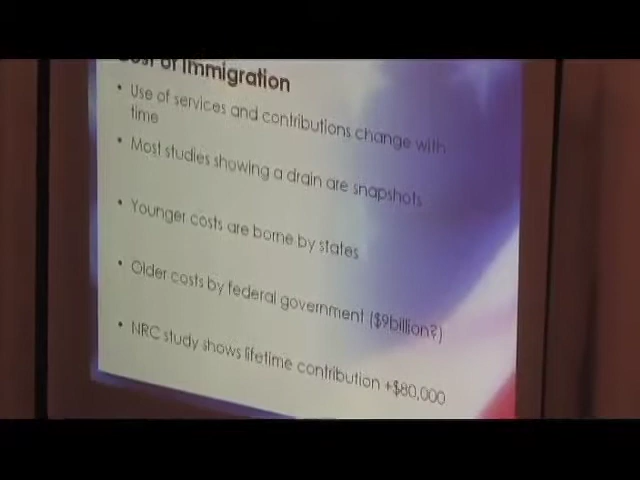 Cost of Immigration
• Use of services and contributions change with
time
• Most studies showing a drain are snapshots
• Younger costs are borne by states
• Older costs by federal government ($9billion?)
• NRC study shows lifetime contribution +$80,000